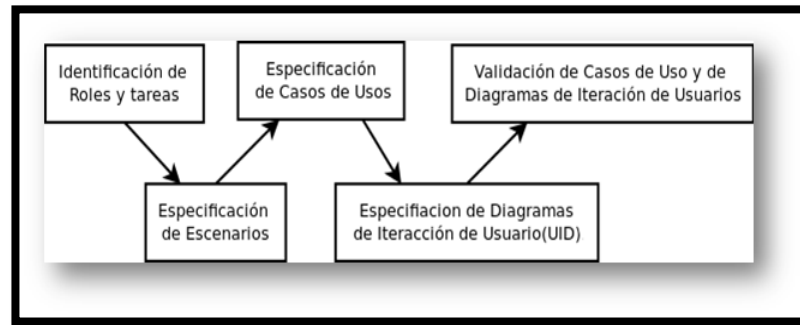 Identificación de
Roles y tareas
Especificación
de Escenarios
Especificación
de Casos de Usos
Especifiacion de Diagramas
de Iteracción de Usuario(UID)
Validación de Casos de Uso y de
Diagramas de Iteración de Usuarios